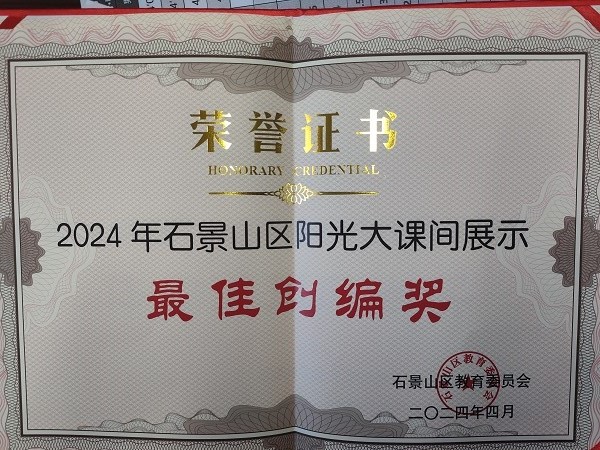 荣誉证书
HONORARY CREDENTIAL
2024年石景山区阳光大课间展示
最佳创编奖
石景山区教育委员会
二〇二四年四月